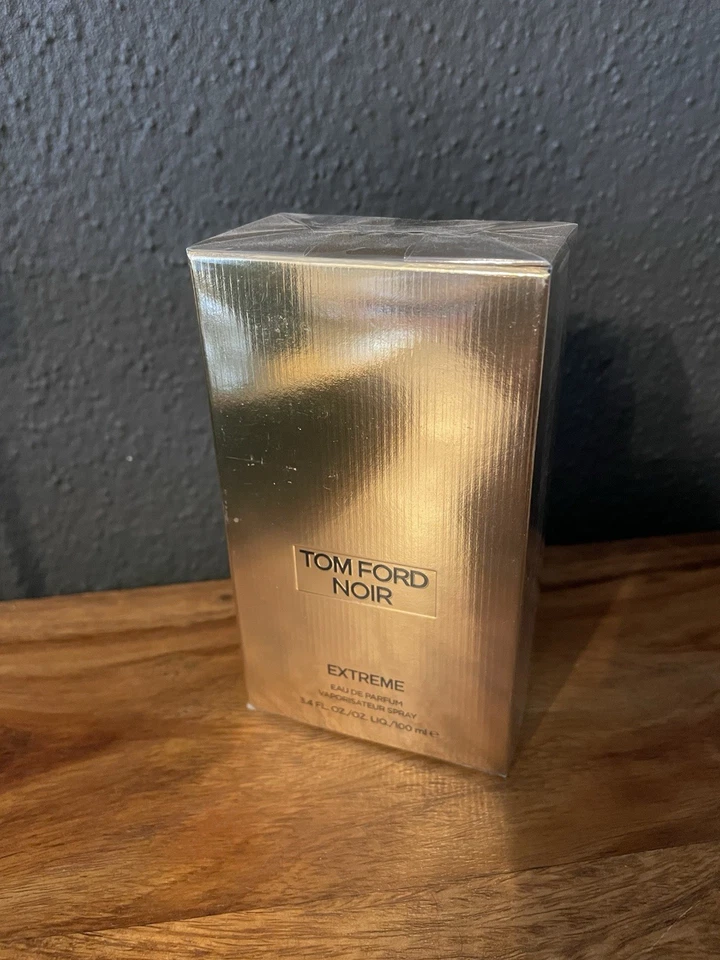 TOM FORD
NOIR
EXTREME
EAU DE PARFUM
VAPORISATEUR SPRAY
3.4 FL. OZ./OZ. LIQ./100 ml ℮